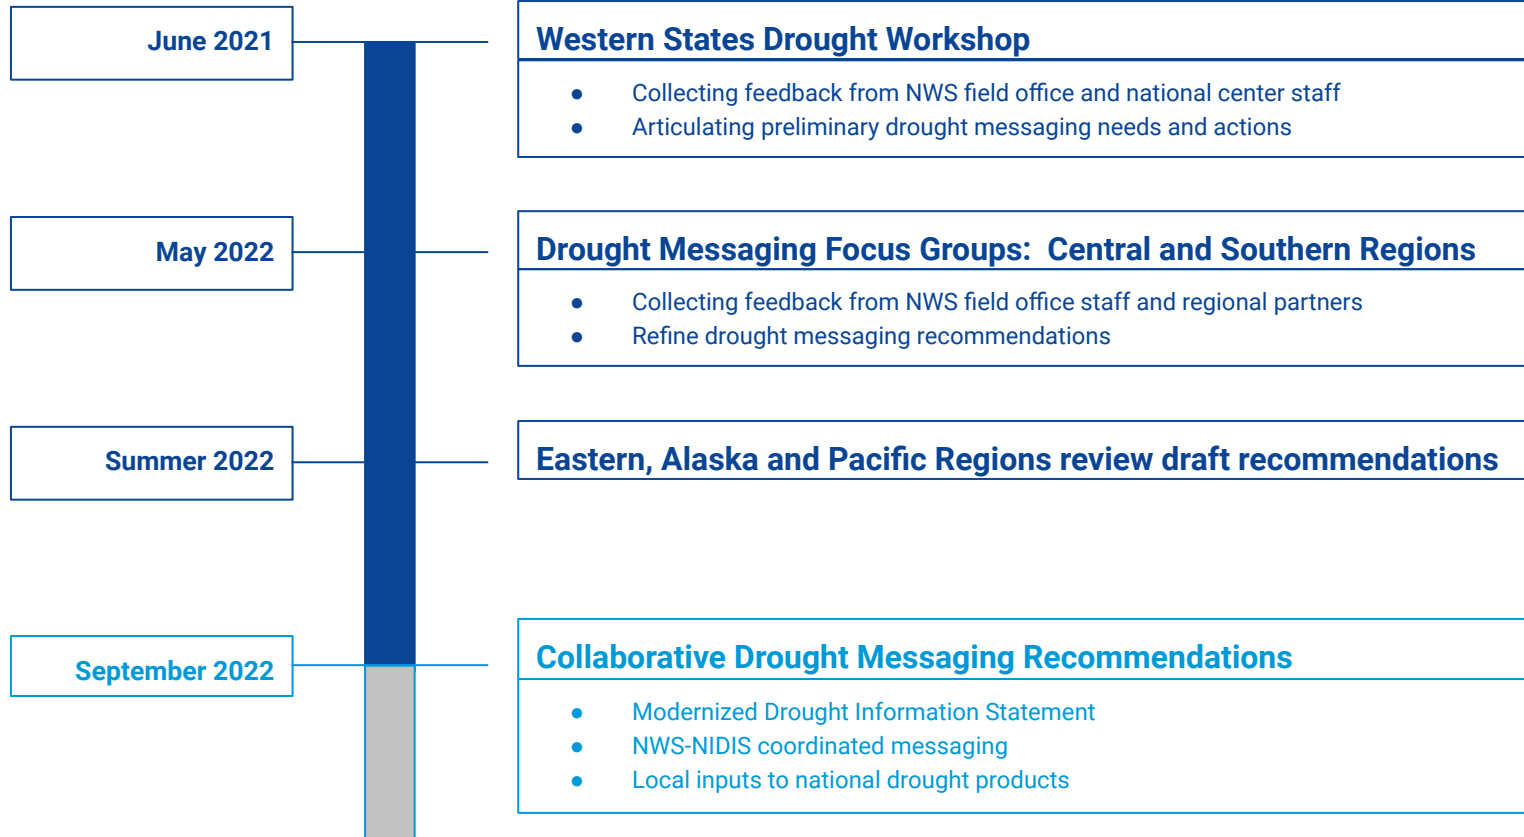 June 2021
Western States Drought Workshop
● Collecting feedback from NWS field office and national center staff
● Articulating preliminary drought messaging needs and actions
May 2022
Drought Messaging Focus Groups:  Central and Southern Regions
● Collecting feedback from NWS field office staff and regional partners
● Refine drought messaging recommendations
Summer 2022
Eastern, Alaska and Pacific Regions review draft recommendations
September 2022
Collaborative Drought Messaging Recommendations
● Modernized Drought Information Statement
● NWS-NIDIS coordinated messaging
● Local inputs to national drought products